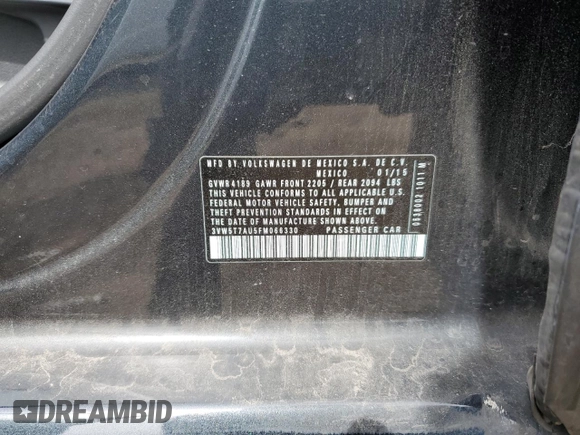 MFD BY. VOLKSWAGEN DE MEXICO S.A. DE C.V.
MEXICO 01/15
GVWR4189 GAWR FRONT 2205 / REAR 2094 LBS
THIS VEHICLE CONFORMS TO ALL APPLICABLE U.S.
FEDERAL MOTOR VEHICLE SAFETY, BUMPER AND
THEFT PREVENTION STANDARDS IN EFFECT ON
THE DATE OF MANUFACTURE SHOWN ABOVE.
3VW5T7AU5FM060330 PASSENGER CAR
DREAMBID